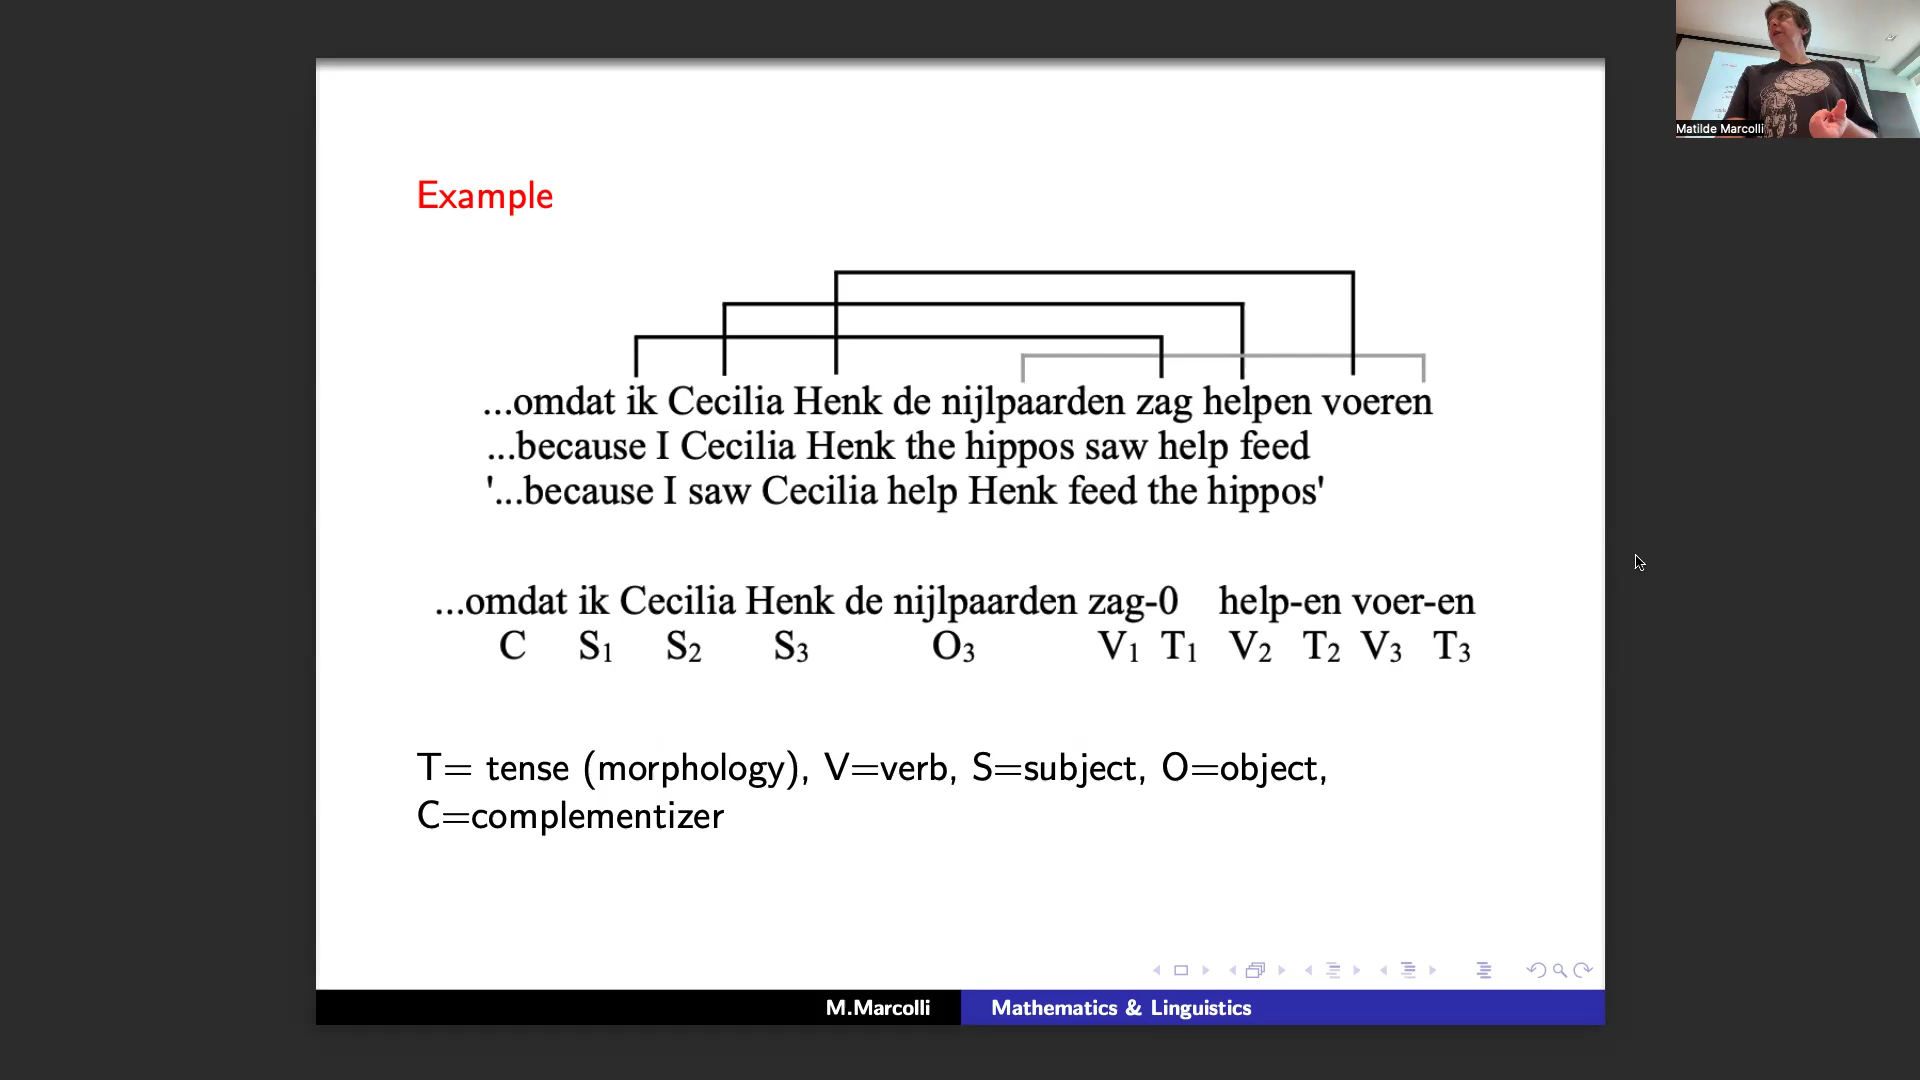 Matilde Marcolli
Example
...omdat ik Cecilia Henk de nijlpaarden zag helpen voeren
...because I Cecilia Henk the hippos saw help feed
'...because I saw Cecilia help Henk feed the hippos'
...omdat ik Cecilia Henk de nijlpaarden zag-0 help-en voer-en
C S₁ S₂ S₃ O₃ V₁ T₁ V₂ T₂ V₃ T₃
T= tense (morphology), V=verb, S=subject, O=object,
C=complementizer
M.Marcolli Mathematics & Linguistics